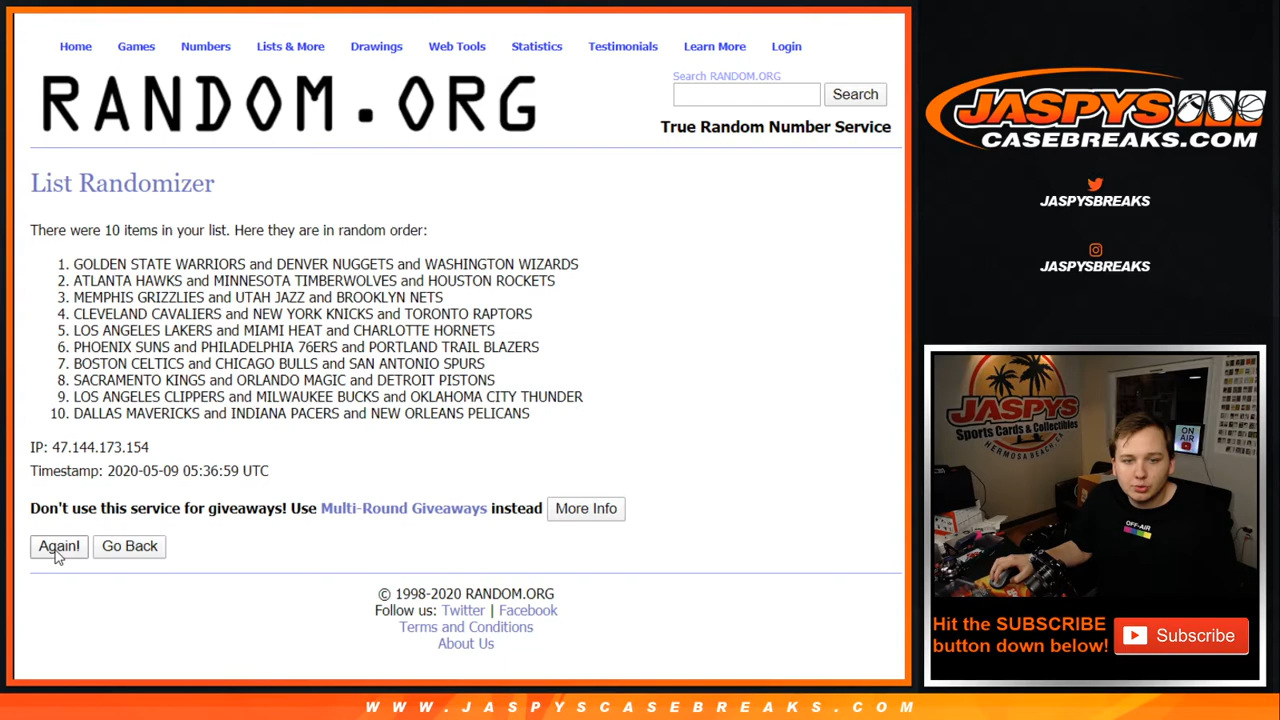 Home Games Numbers Lists & More Drawings Web Tools Statistics Testimonials Learn More Login
RANDOM.ORG
Search RANDOM.ORG
Search
True Random Number Service
List Randomizer
There were 10 items in your list. Here they are in random order:
1. GOLDEN STATE WARRIORS and DENVER NUGGETS and WASHINGTON WIZARDS
2. ATLANTA HAWKS and MINNESOTA TIMBERWOLVES and HOUSTON ROCKETS
3. MEMPHIS GRIZZLIES and UTAH JAZZ and BROOKLYN NETS
4. CLEVELAND CAVALIERS and NEW YORK KNICKS and TORONTO RAPTORS
5. LOS ANGELES LAKERS and MIAMI HEAT and CHARLOTTE HORNETS
6. PHOENIX SUNS and PHILADELPHIA 76ERS and PORTLAND TRAIL BLAZERS
7. BOSTON CELTICS and CHICAGO BULLS and SAN ANTONIO SPURS
8. SACRAMENTO KINGS and ORLANDO MAGIC and DETROIT PISTONS
9. LOS ANGELES CLIPPERS and MILWAUKEE BUCKS and OKLAHOMA CITY THUNDER
10. DALLAS MAVERICKS and INDIANA PACERS and NEW ORLEANS PELICANS
IP: 47.144.173.154
Timestamp: 2020-05-09 05:36:59 UTC
Don't use this service for giveaways! Use Multi-Round Giveaways instead More Info
Again! Go Back
© 1998-2020 RANDOM.ORG
Follow us: Twitter | Facebook
Terms and Conditions
About Us
JASPYS
CASEBREAKS.COM
JASPYSBREAKS
JASPYSBREAKS
JASPYS
Sports Cards & Collectibles
HERMOSA BEACH, CA
ON
AIR
OFF-AIR
Hit the SUBSCRIBE
button down below!
Subscribe
WWW.JASPYSCASEBREAKS.COM